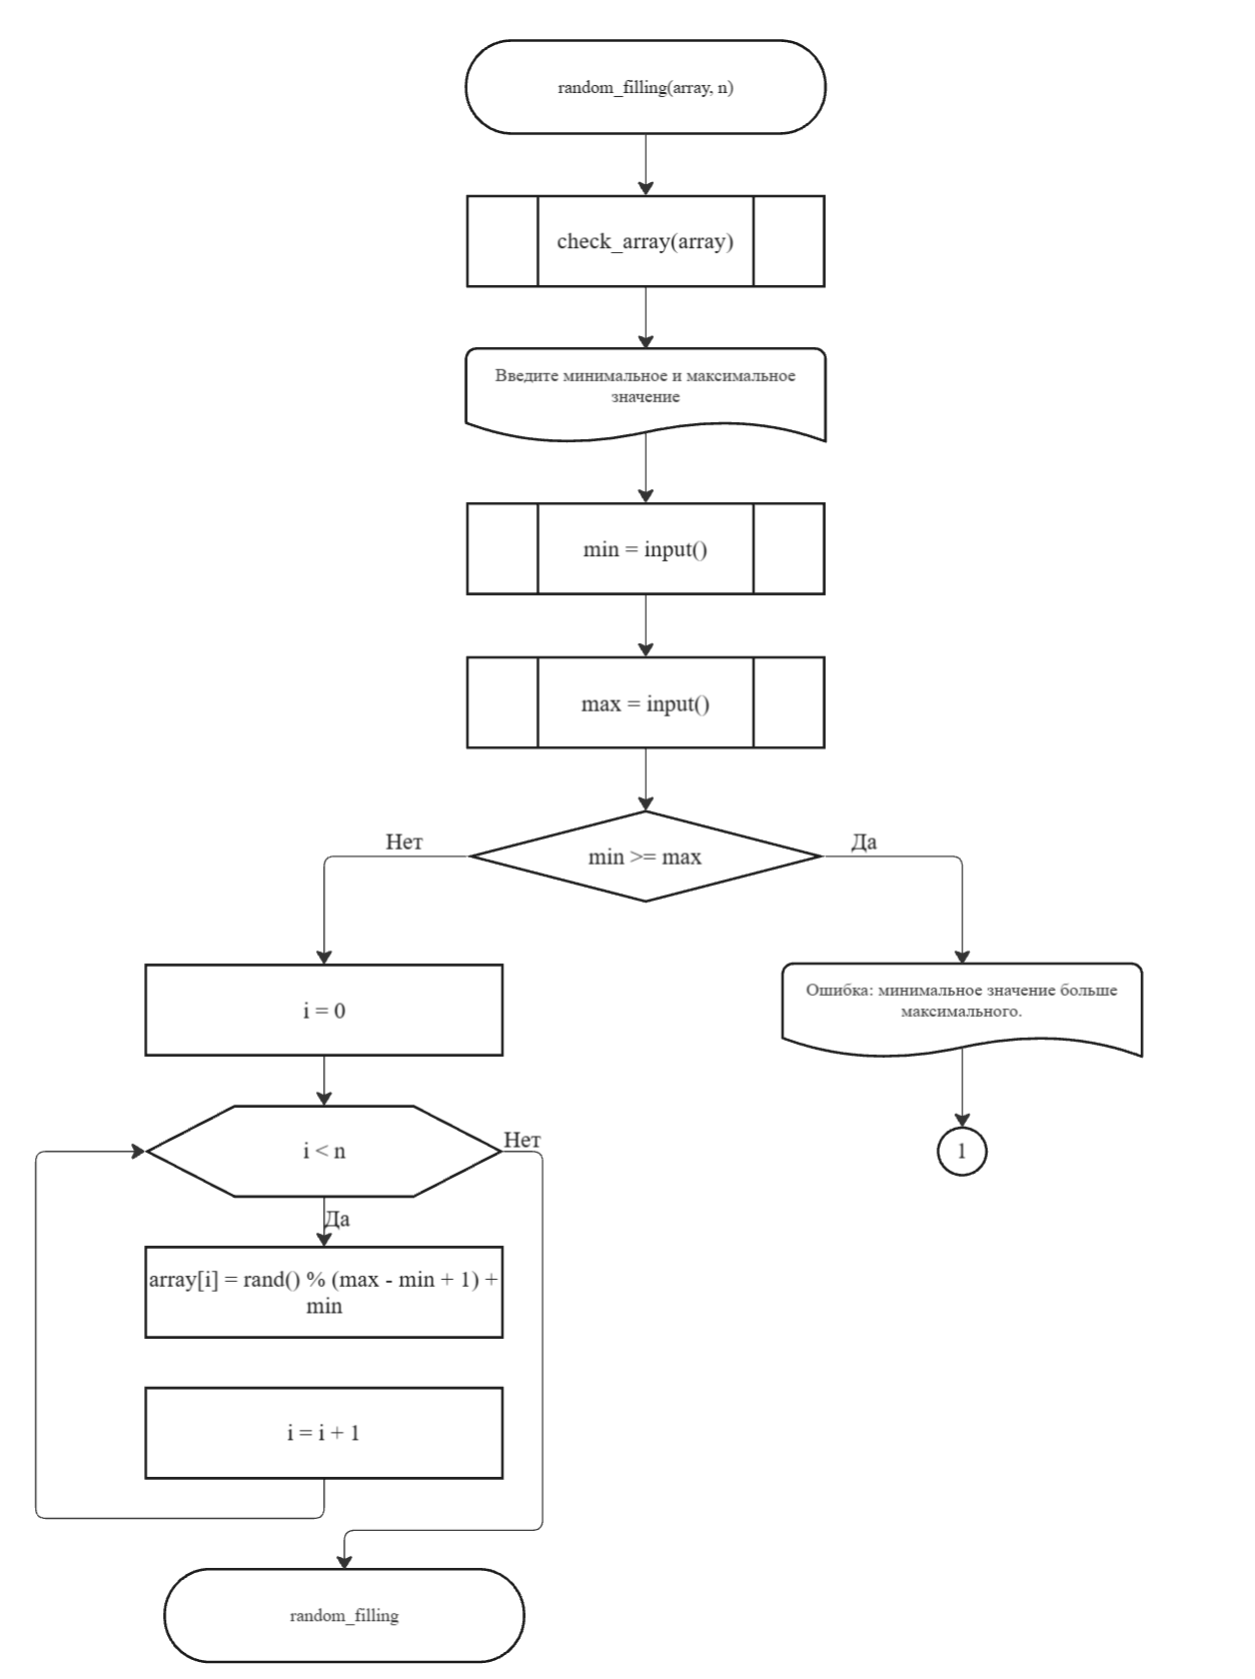 random_filling(array, n)
check_array(array)
Введите минимальное и максимальное
значение
min = input()
max = input()
Нет
Да
min >= max
i = 0
Ошибка: минимальное значение больше
максимального.
i < n
Нет
1
Да
array[i] = rand() % (max - min + 1) +
min
i = i + 1
random_filling